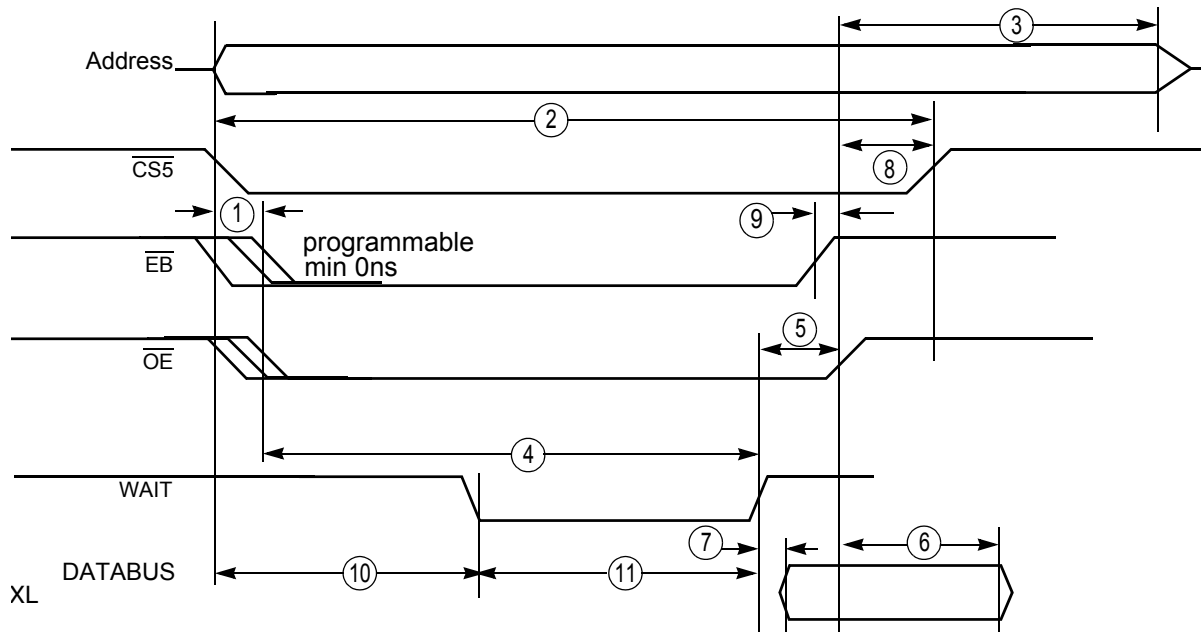 3
Address
2
CS5
8
1
9
programmable
min 0ns
EB
5
OE
4
WAIT
7
6
DATABUS
10
11
XL